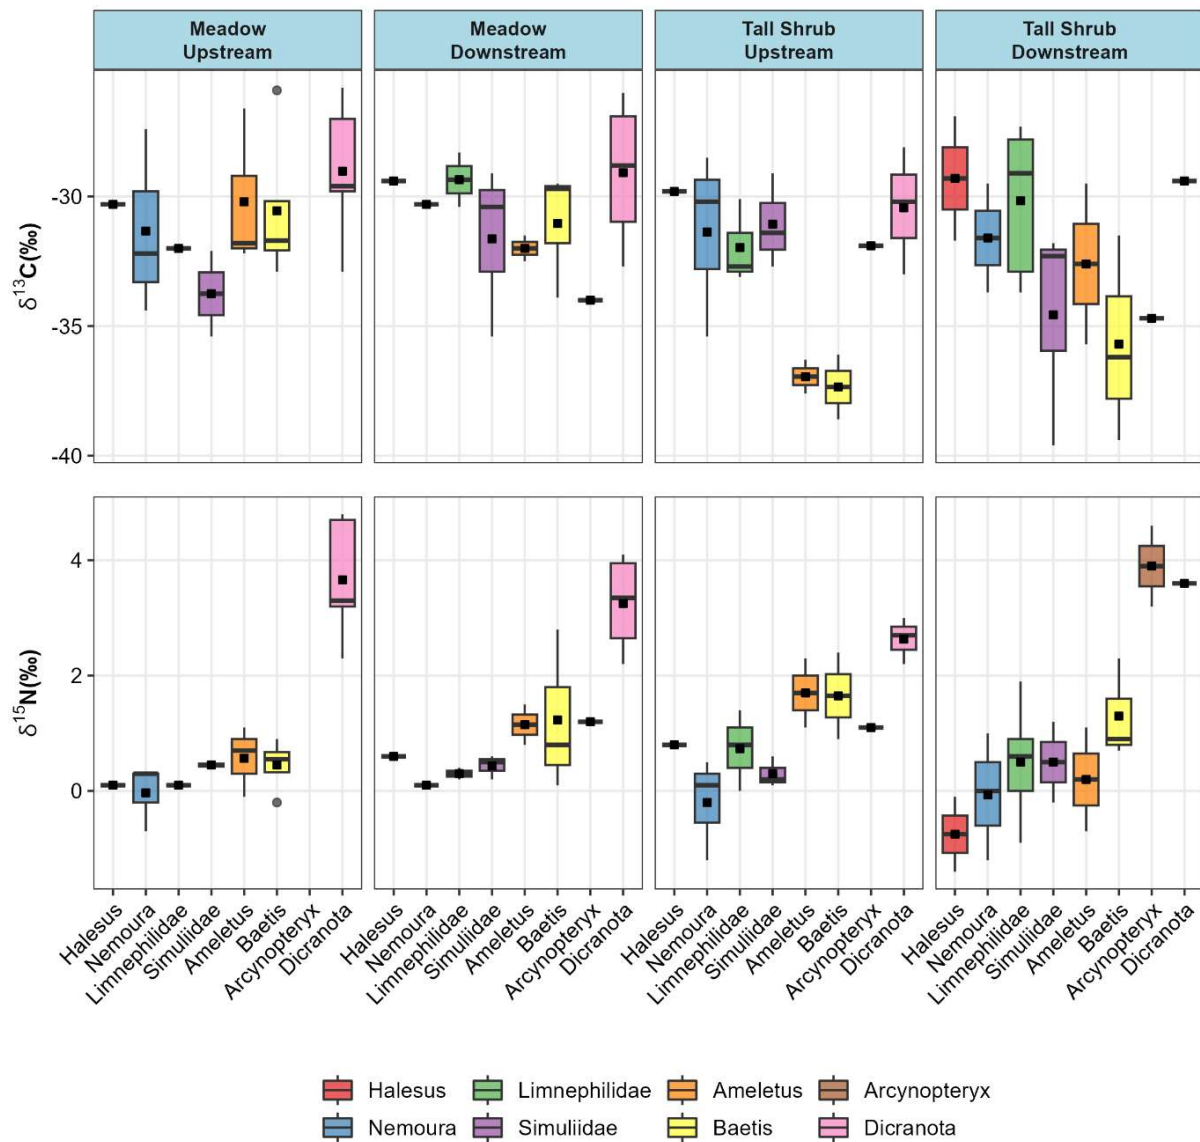 Meadow
Upstream
Meadow
Downstream
Tall Shrub
Upstream
Tall Shrub
Downstream
δ¹³C(‰)
-30
-35
-40
δ¹⁵N(‰)
4
2
0
Halesus
Nemoura
Limnephilidae
Simuliidae
Ameletus
Baetis
Arcynopteryx
Dicranota
Halesus
Nemoura
Limnephilidae
Simuliidae
Ameletus
Baetis
Arcynopteryx
Dicranota
Halesus
Nemoura
Limnephilidae
Simuliidae
Ameletus
Baetis
Arcynopteryx
Dicranota
Halesus
Nemoura
Limnephilidae
Simuliidae
Ameletus
Baetis
Arcynopteryx
Dicranota
Halesus Limnephilidae Ameletus Arcynopteryx
Nemoura Simuliidae Baetis Dicranota